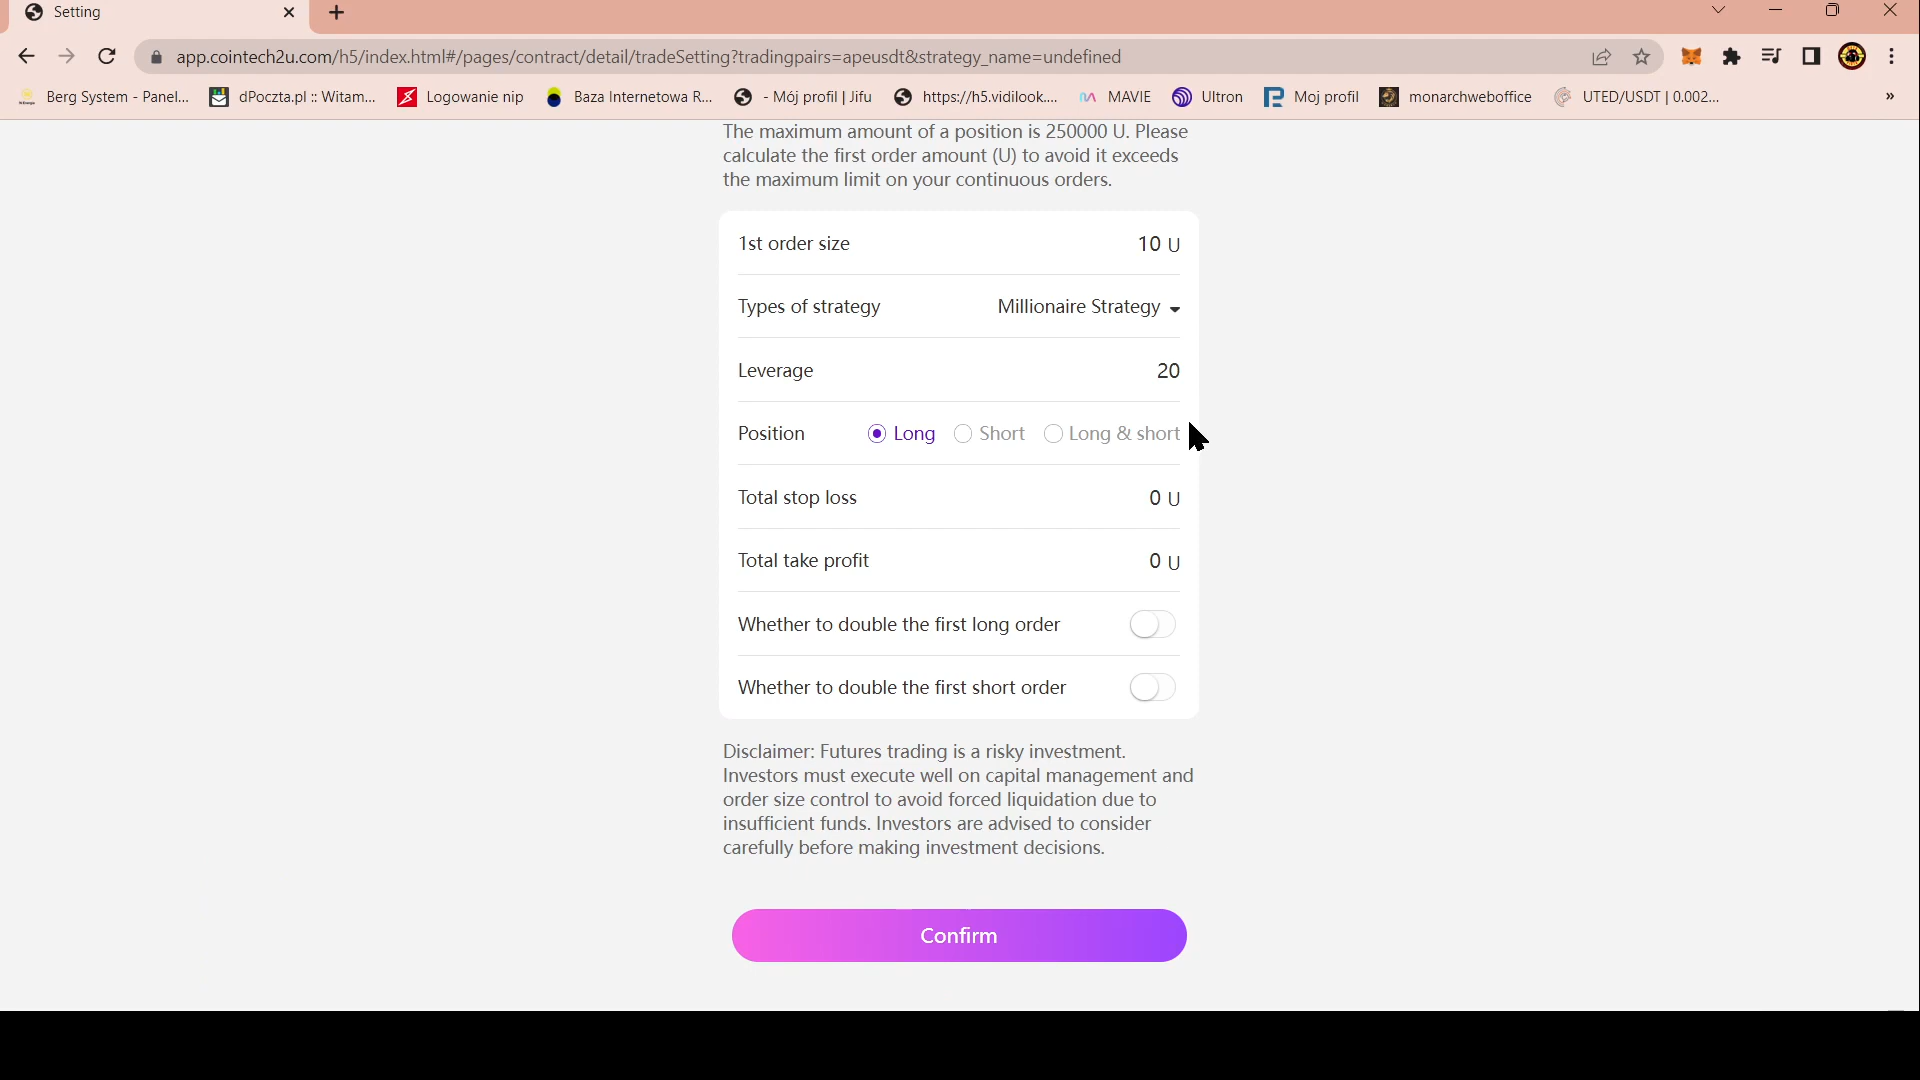 Setting
app.cointech2u.com/h5/index.html#/pages/contract/detail/tradeSetting?tradingpairs=apeusdt&strategy_name=undefined
Berg System - Panel... dPoczta.pl :: Witam... Logowanie nip Baza Internetowa R... - Mój profil | Jifu https://h5.vidilook.... MAVIE Ultron Moj profil monarchweboffice UTED/USDT | 0.002... »
The maximum amount of a position is 250000 U. Please
calculate the first order amount (U) to avoid it exceeds
the maximum limit on your continuous orders.
1st order size 10 U
Types of strategy Millionaire Strategy
Leverage 20
Position Long Short Long & short
Total stop loss 0 U
Total take profit 0 U
Whether to double the first long order
Whether to double the first short order
Disclaimer: Futures trading is a risky investment.
Investors must execute well on capital management and
order size control to avoid forced liquidation due to
insufficient funds. Investors are advised to consider
carefully before making investment decisions.
Confirm